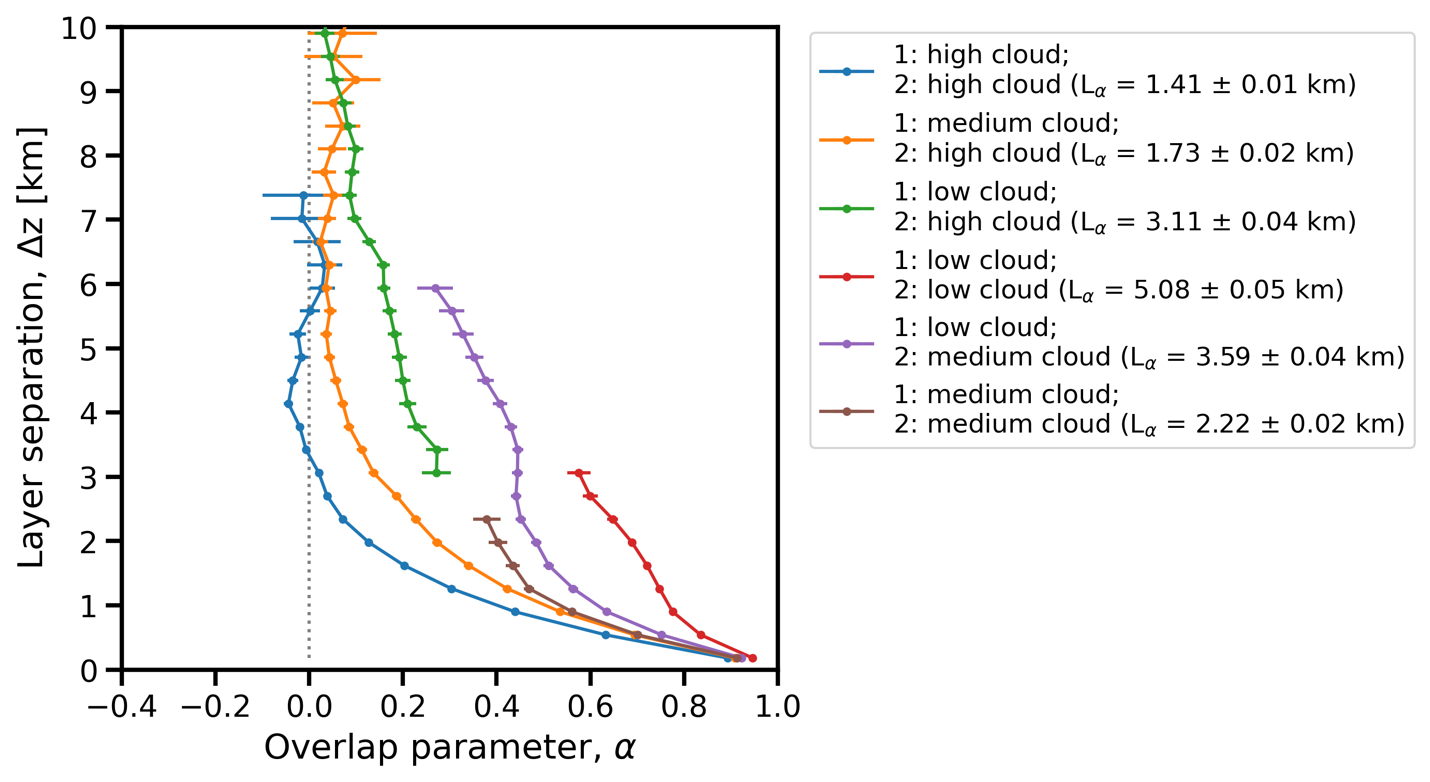 10
9
8
7
6
5
4
3
2
1
0
Layer separation, Δz [km]
−0.4 −0.2 0.0 0.2 0.4 0.6 0.8 1.0
Overlap parameter, α
1: high cloud;
2: high cloud (Lα = 1.41 ± 0.01 km)
1: medium cloud;
2: high cloud (Lα = 1.73 ± 0.02 km)
1: low cloud;
2: high cloud (Lα = 3.11 ± 0.04 km)
1: low cloud;
2: low cloud (Lα = 5.08 ± 0.05 km)
1: low cloud;
2: medium cloud (Lα = 3.59 ± 0.04 km)
1: medium cloud;
2: medium cloud (Lα = 2.22 ± 0.02 km)